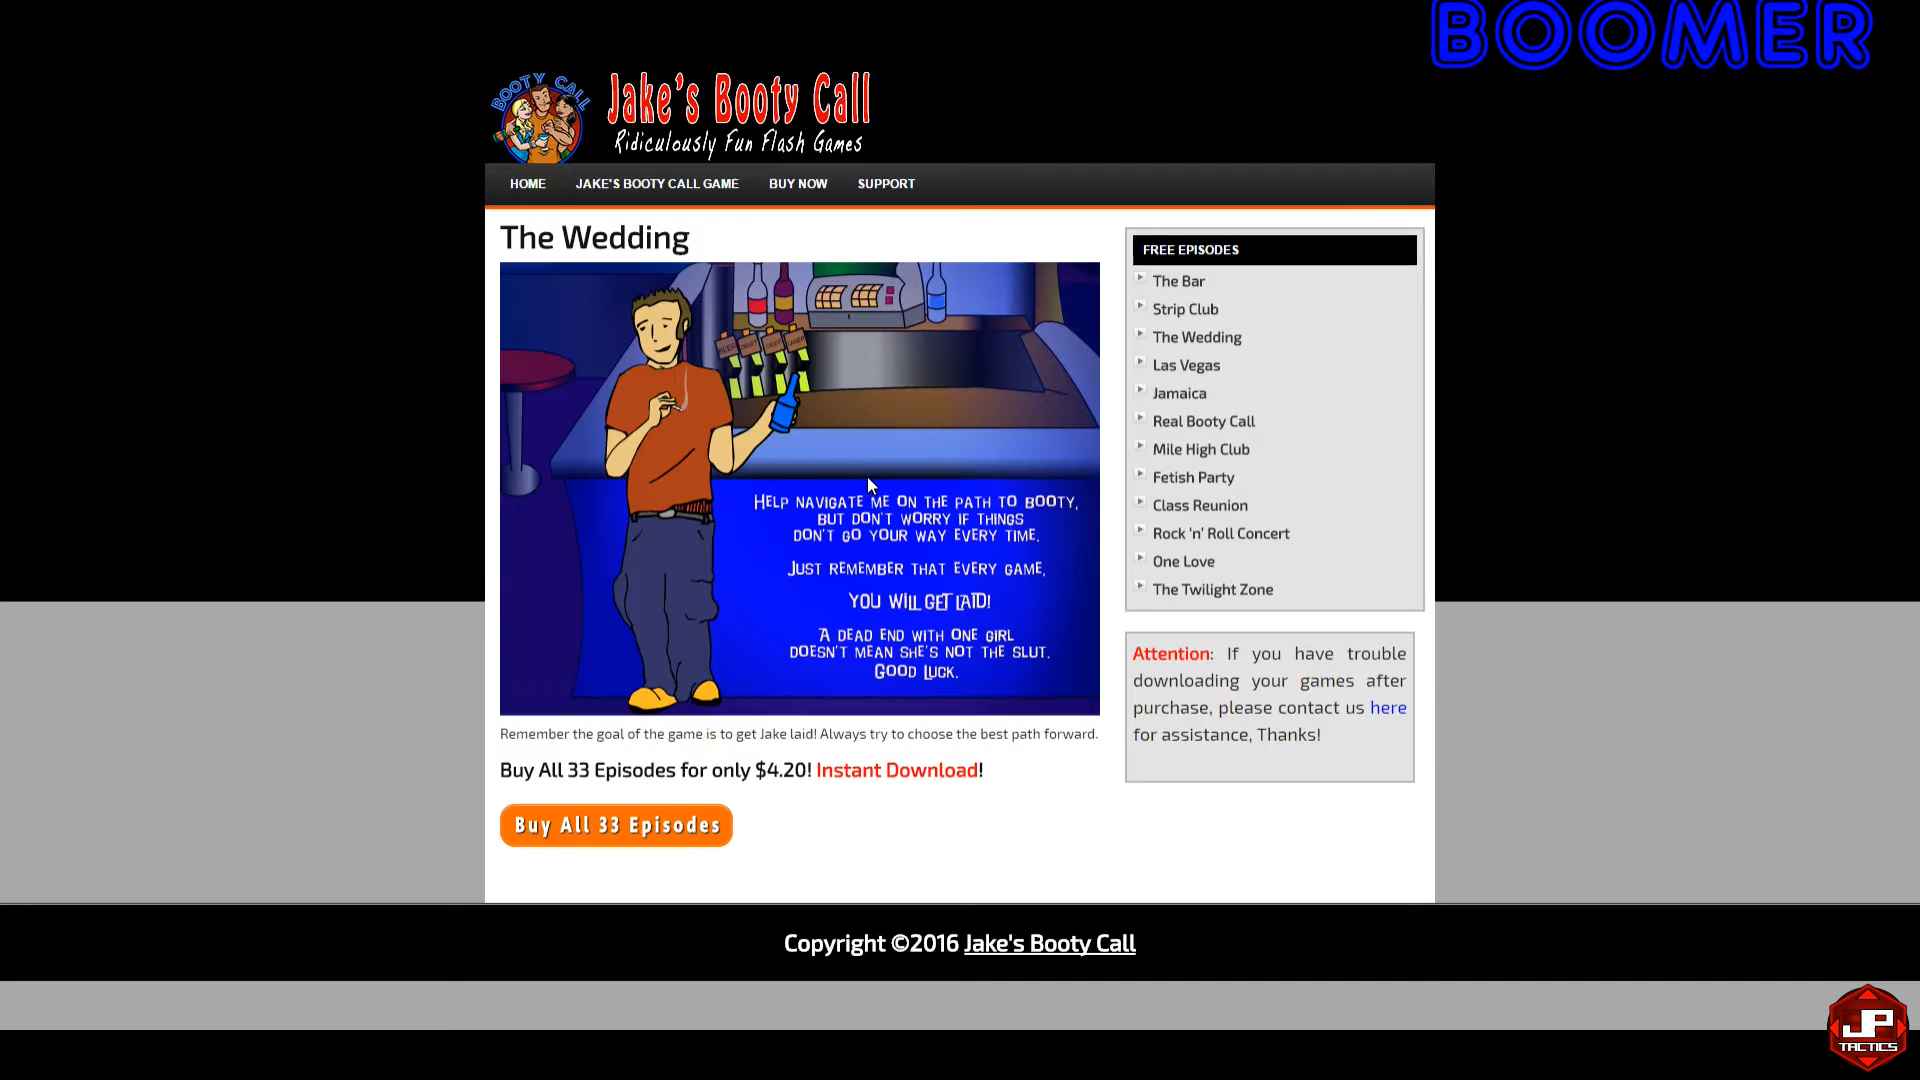 BOOMER
BOOTY CALL
Jake's Booty Call
Ridiculously Fun Flash Games
HOME JAKE'S BOOTY CALL GAME BUY NOW SUPPORT
The Wedding
BEER DRAFT CIDER LAGER
HELP NAVIGATE ME ON THE PATH TO BOOTY,
BUT DON'T WORRY IF THINGS
DON'T GO YOUR WAY EVERY TIME.
JUST REMEMBER THAT EVERY GAME,
YOU WILL GET LAID!
A DEAD END WITH ONE GIRL
DOESN'T MEAN SHE'S NOT THE SLUT.
GOOD LUCK.
Remember the goal of the game is to get Jake laid! Always try to choose the best path forward.
Buy All 33 Episodes for only $4.20! Instant Download!
Buy All 33 Episodes
FREE EPISODES
The Bar
Strip Club
The Wedding
Las Vegas
Jamaica
Real Booty Call
Mile High Club
Fetish Party
Class Reunion
Rock 'n' Roll Concert
One Love
The Twilight Zone
Attention: If you have trouble
downloading your games after
purchase, please contact us here
for assistance, Thanks!
Copyright ©2016 Jake's Booty Call
JP
TACTICS